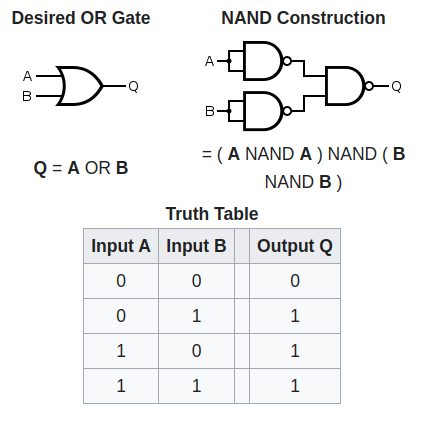 Desired OR Gate
NAND Construction
A
B
Q
A
B
Q
Q = A OR B
= ( A NAND A ) NAND ( B
NAND B )
Truth Table
Input A Input B Output Q
0 0 0
0 1 1
1 0 1
1 1 1